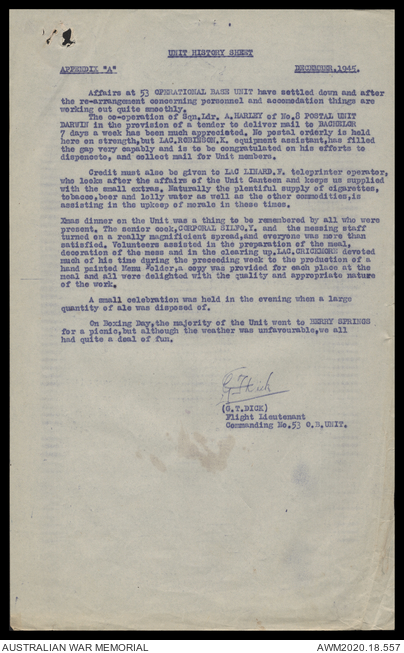 UNIT HISTORY SHEET
APPENDIX "A" DECEMBER.1945.
Affairs at 53 OPERATIONAL BASE UNIT have settled down and after
the re-arrangement concerning personnel and accomodation things are
working out quite smoothly.
The co-operation of Sqn.Ldr. A.HARLEY of No.8 POSTAL UNIT
DARWIN in the provision of a tender to deliver mail to BACHELOR
7 days a week has been much appreciated. No postal orderly is held
here on strength, but LAC.ROBINSON.K. equipment assistant, has filled
the gap very capably and is to be congratulated on his efforts to
and collect mail for Unit members.
Credit must also be given to LAC LINARD.F. teleprinter operator,
who looks after the affairs of the Unit Canteen and keeps us supplied
with the small extras. Naturally the plentiful supply of cigarettes,
tobacco, beer and lolly water as well as the other commodities, is
assisting in the upkeep of morale in these times.
Xmas dinner on the Unit was a thing to be remembered by all who were
present. The senior cook, CORPORAL and the messing staff
turned on a really magnificent spread, and everyone was more than
satisfied. Volunteers assisted in the preparation of the meal,
decoration of the mess and in the clearing up. LAC. CRICKMORE devoted
much of his time during the preceeding week to the production of a
hand painted Menu Folder, a copy was provided for each place at the
meal and all were delighted with the quality and appropriate nature
of the work.
A small celebration was held in the evening when a large
quantity of ale was disposed of.
On Boxing Day, the majority of the Unit went to BERRY SPRINGS
for a picnic, but although the weather was unfavourable, we all
had quite a deal of fun.
G T Dick
(G.T.DICK)
Flight Lieutenant
Commanding No.53 O.B.UNIT.
AUSTRALIAN WAR MEMORIAL AWM2020.18.557